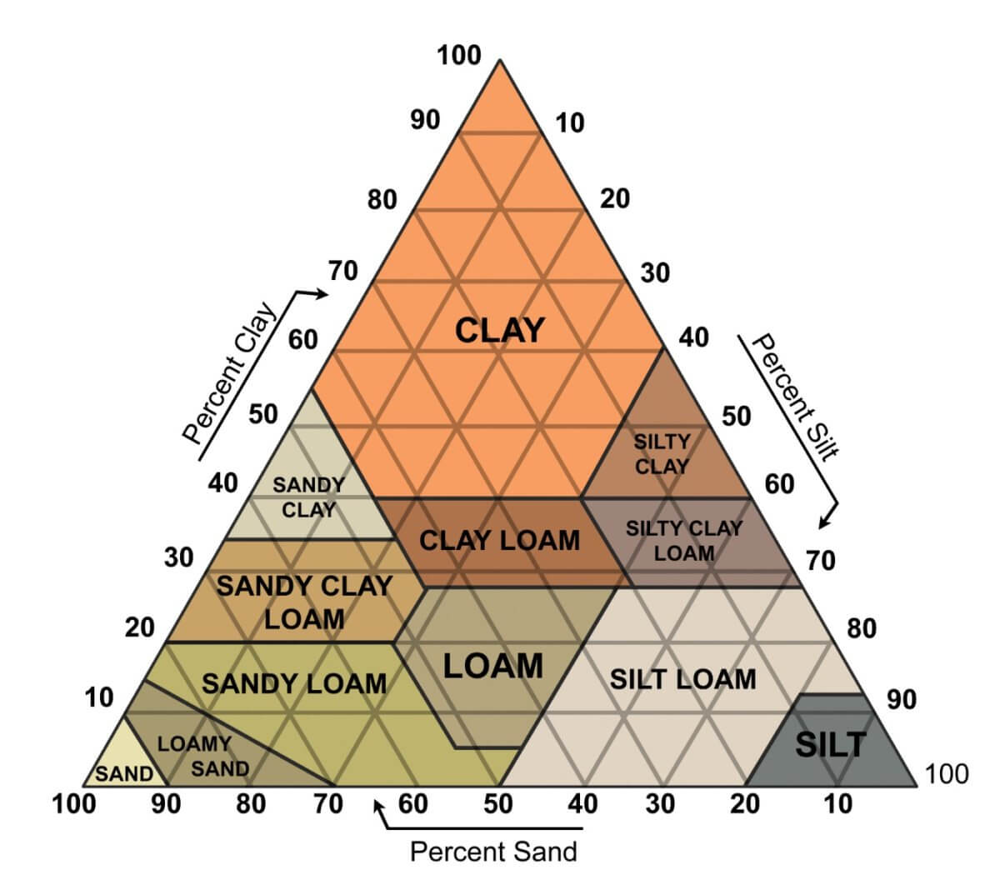 100
90
10
80
20
70
30
CLAY
60
40
Percent Clay
Percent Silt
50
50
SILTY
CLAY
40
60
SANDY
CLAY
CLAY LOAM
SILTY CLAY
LOAM
30
70
SANDY CLAY
LOAM
20
80
LOAM
SANDY LOAM
SILT LOAM
10
90
LOAMY
SAND
SILT
SAND
100
100
90
80
70
60
50
40
30
20
10
Percent Sand